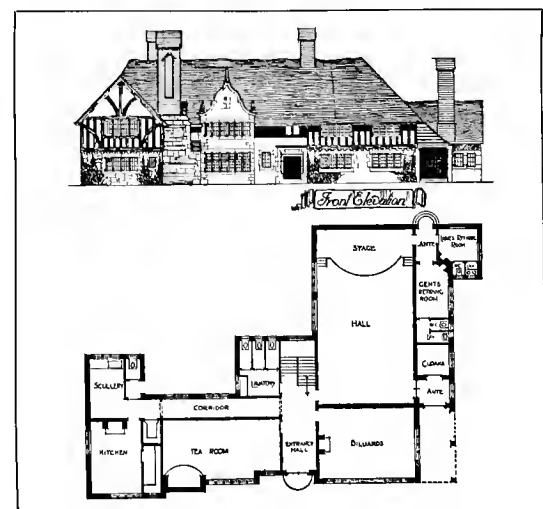 Front Elevation
STAGE
ANTE
LADIES RETIRING
ROOM
GENTS
RETIRING
ROOM
HALL
W.C.
CLOAKS
ANTE
SCULLERY
LAVATORY
CORRIDOR
KITCHEN
TEA ROOM
ENTRANCE
HALL
BILLIARDS